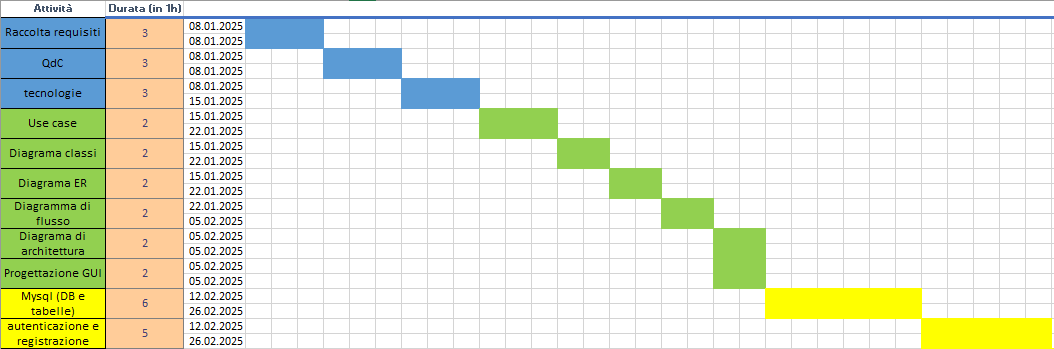 Attività Durata (in 1h)
Raccolta requisiti 3 08.01.2025
08.01.2025
QdC 3 08.01.2025
08.01.2025
tecnologie 3 08.01.2025
15.01.2025
Use case 2 15.01.2025
22.01.2025
Diagrama classi 2 15.01.2025
22.01.2025
Diagrama ER 2 15.01.2025
22.01.2025
Diagramma di
flusso 2 22.01.2025
05.02.2025
Diagrama di
architettura 2 05.02.2025
05.02.2025
Progettazione GUI 2 05.02.2025
05.02.2025
Mysql (DB e
tabelle) 6 12.02.2025
26.02.2025
autenticazione e
registrazione 5 12.02.2025
26.02.2025